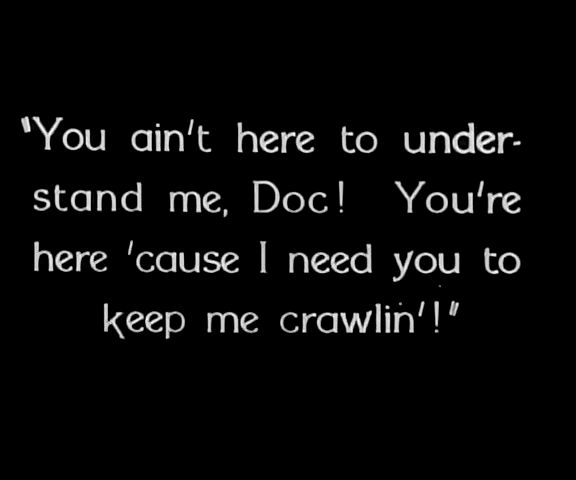 "You ain't here to under-
stand me, Doc! You're
here 'cause I need you to
keep me crawlin'!"